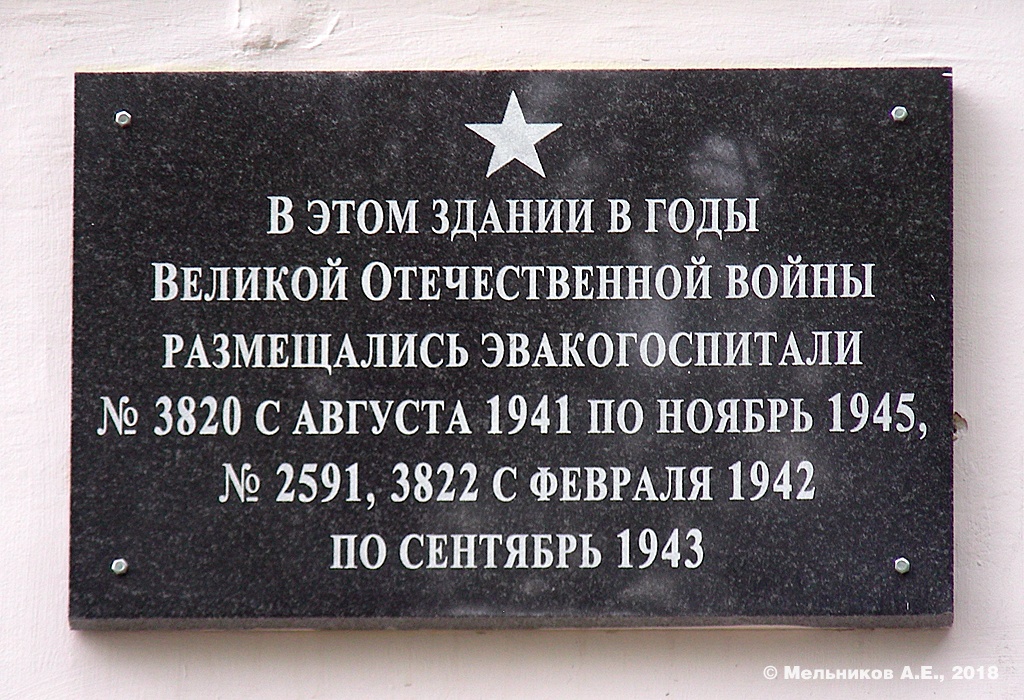 В ЭТОМ ЗДАНИИ В ГОДЫ
ВЕЛИКОЙ ОТЕЧЕСТВЕННОЙ ВОЙНЫ
РАЗМЕЩАЛИСЬ ЭВАКОГОСПИТАЛИ
№ 3820 С АВГУСТА 1941 ПО НОЯБРЬ 1945,
№ 2591, 3822 С ФЕВРАЛЯ 1942
ПО СЕНТЯБРЬ 1943
© Мельников А.Е., 2018